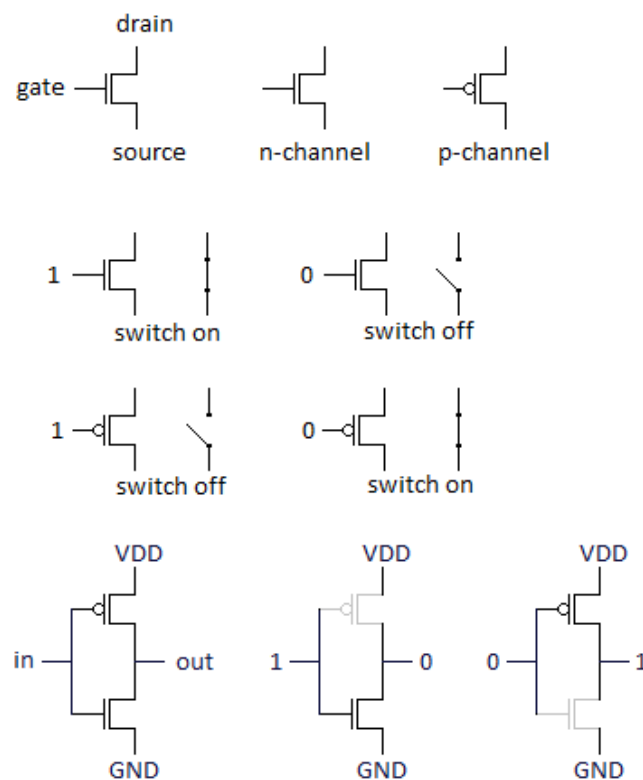 drain
gate
source n-channel p-channel
1 0
switch on switch off
1 0
switch off switch on
VDD VDD VDD
in out 1 0 0 1
GND GND GND